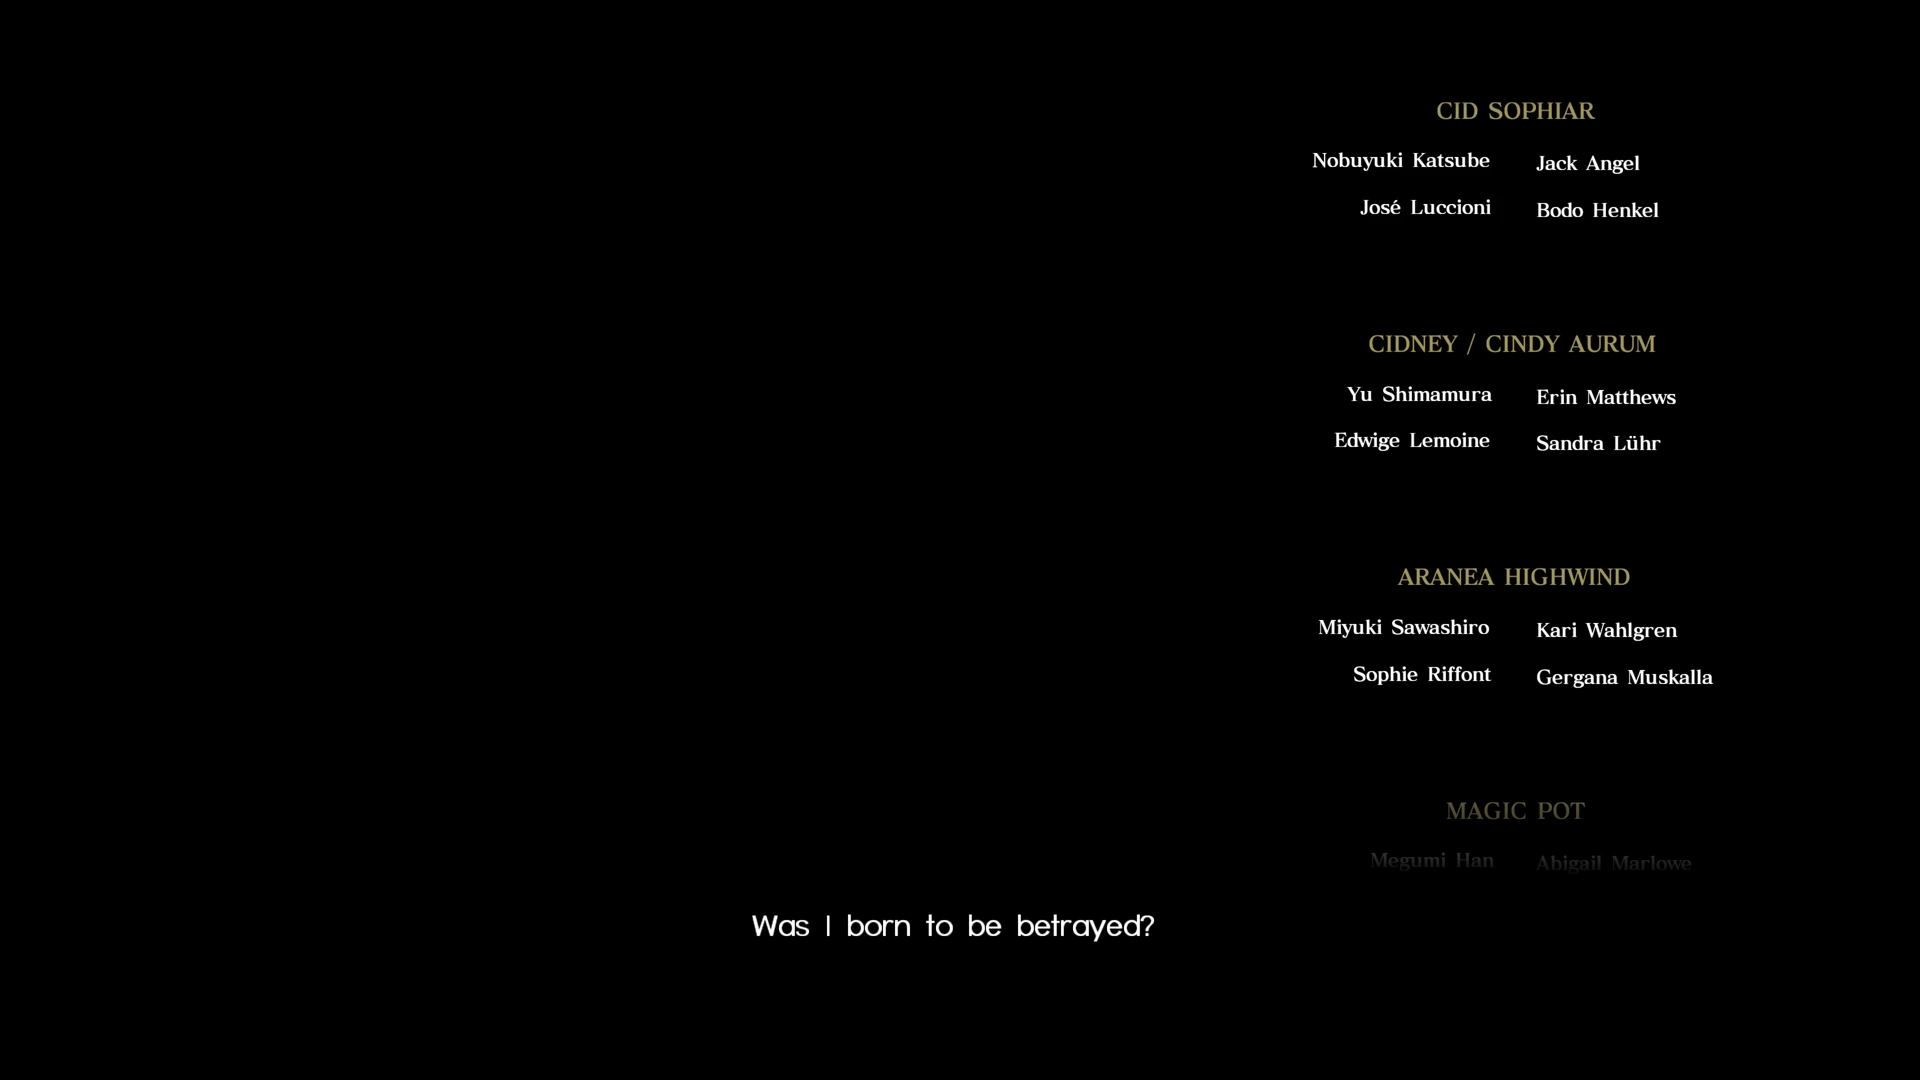 CID SOPHIAR
Nobuyuki Katsube Jack Angel
José Luccioni Bodo Henkel
CIDNEY / CINDY AURUM
Yu Shimamura Erin Matthews
Edwige Lemoine Sandra Lühr
ARANEA HIGHWIND
Miyuki Sawashiro Kari Wahlgren
Sophie Riffont Gergana Muskalla
MAGIC POT
Megumi Han Abigail Marlowe
Was I born to be betrayed?